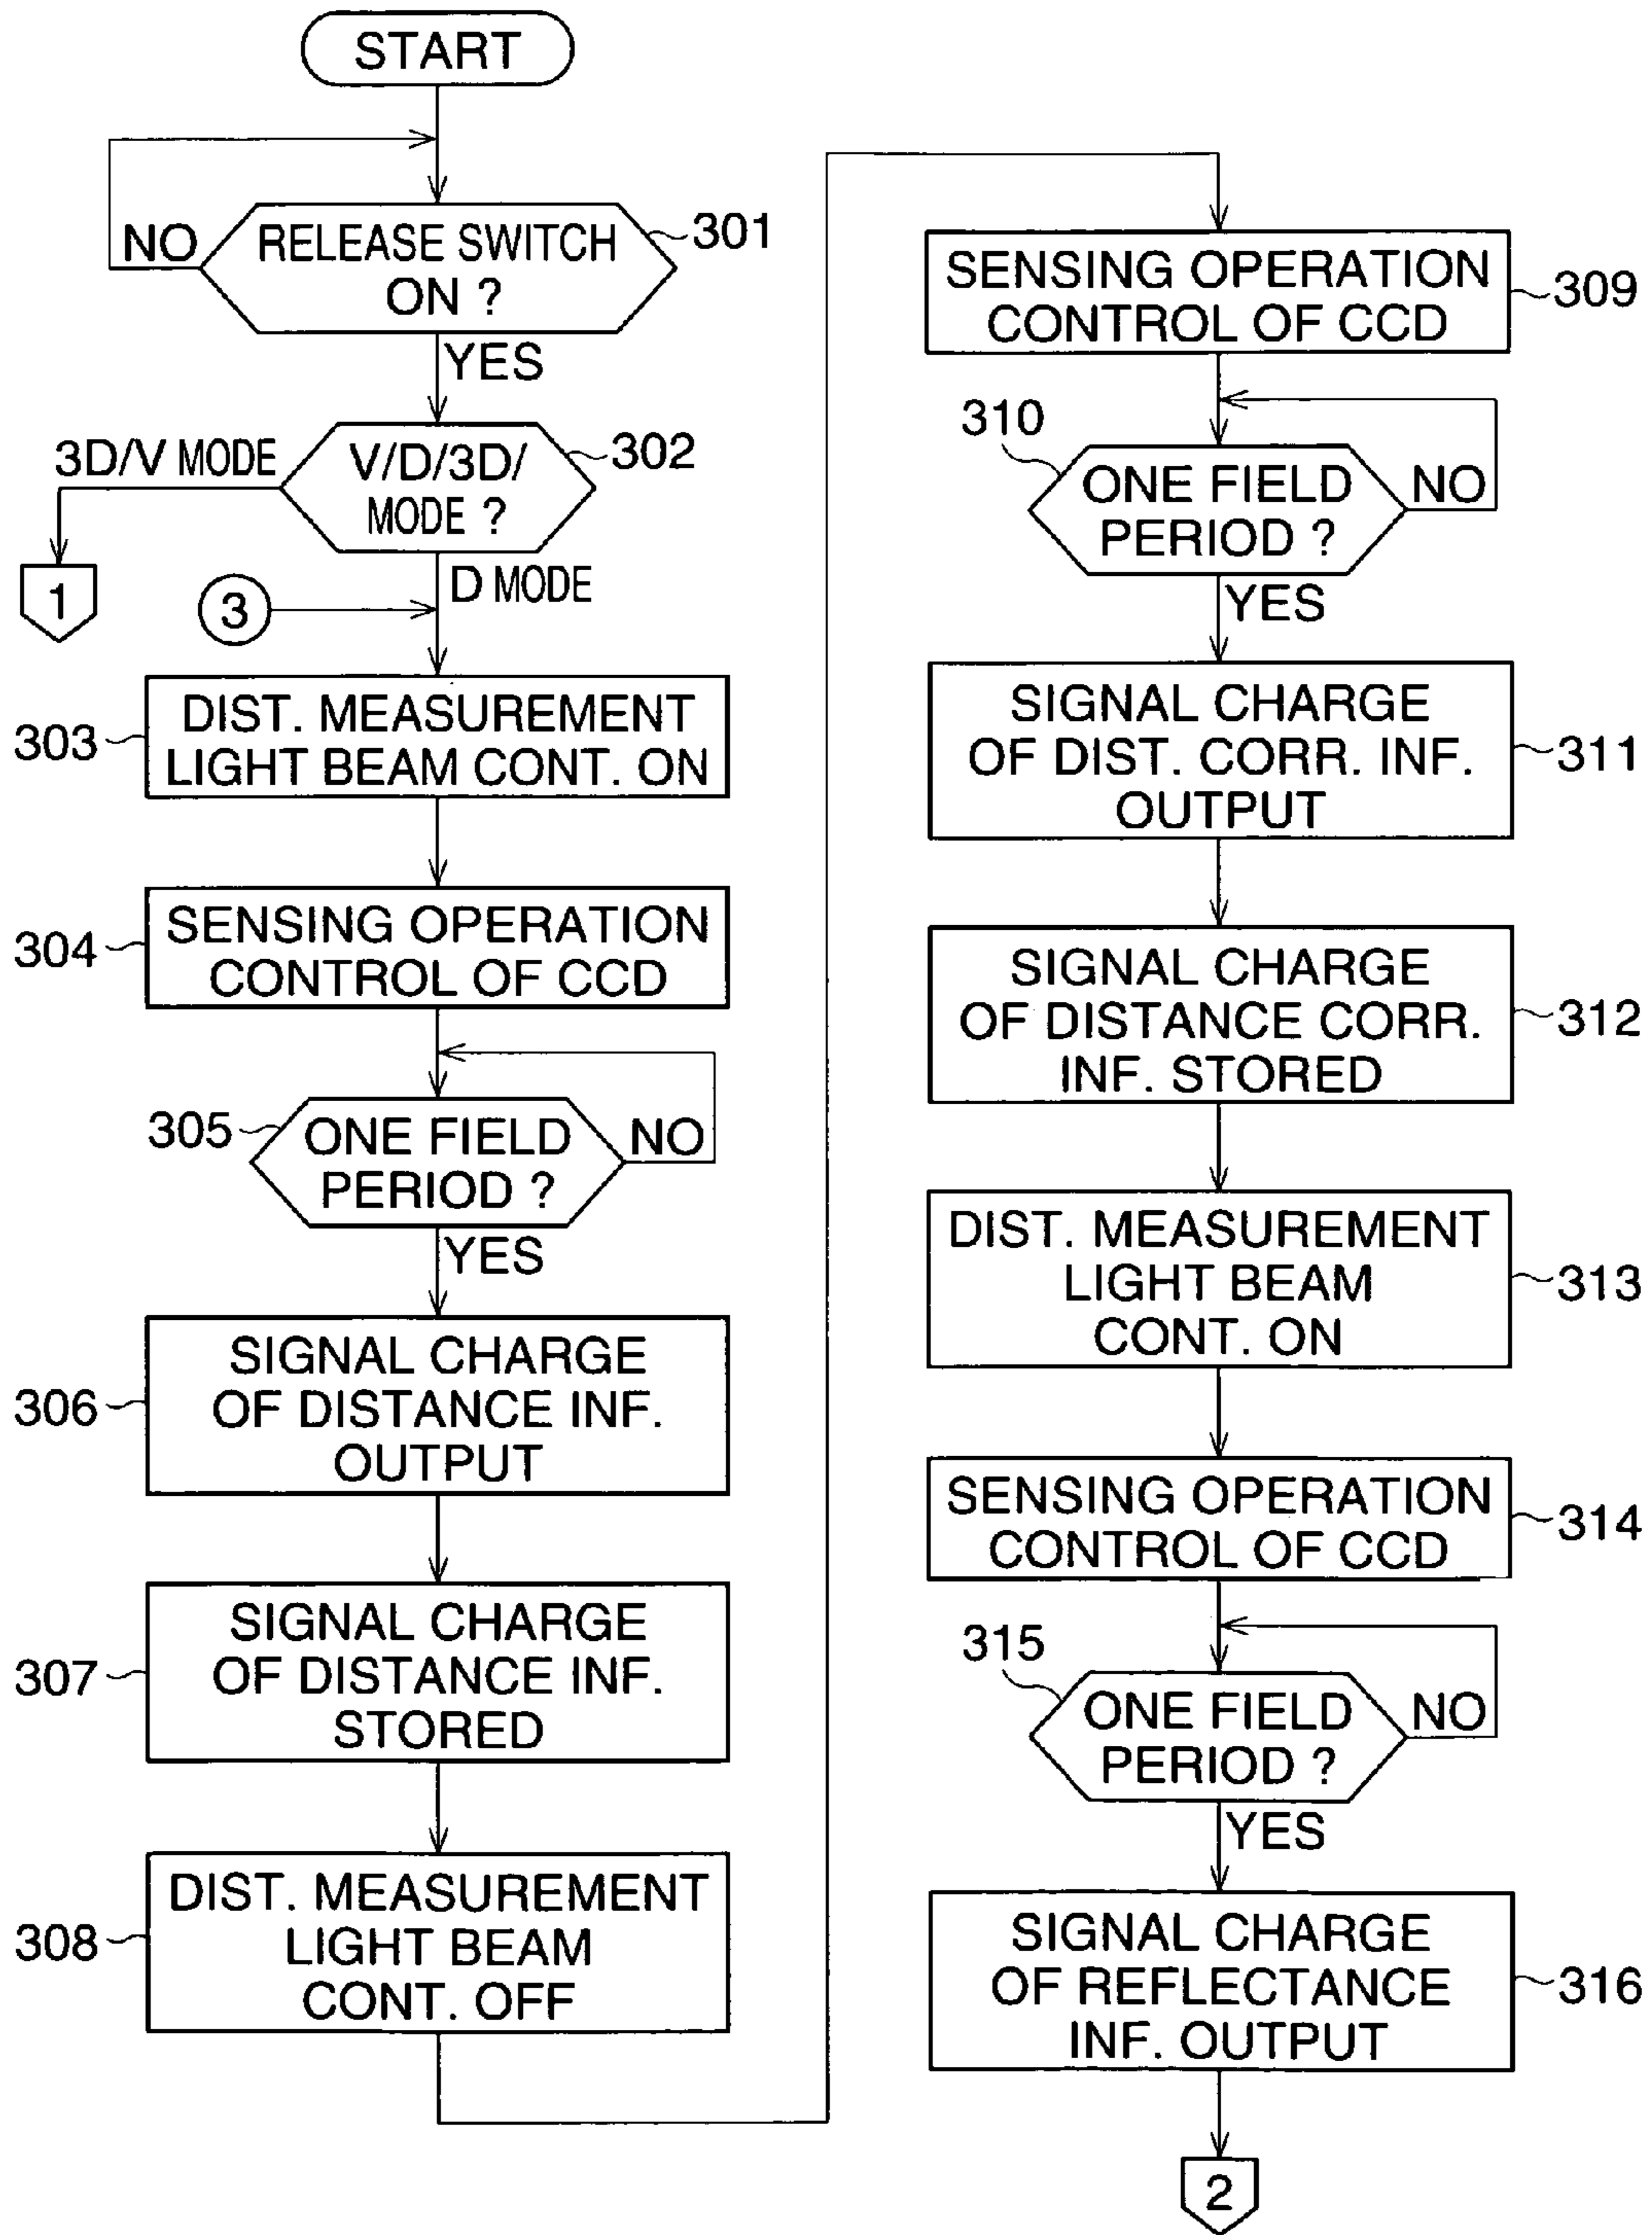 START
NO
RELEASE SWITCH
ON ?
301
YES
3D/V MODE
V/D/3D/
MODE ?
302
1
3
D MODE
303
DIST. MEASUREMENT
LIGHT BEAM CONT. ON
304
SENSING OPERATION
CONTROL OF CCD
305
ONE FIELD
PERIOD ?
NO
YES
306
SIGNAL CHARGE
OF DISTANCE INF.
OUTPUT
307
SIGNAL CHARGE
OF DISTANCE INF.
STORED
308
DIST. MEASUREMENT
LIGHT BEAM
CONT. OFF
SENSING OPERATION
CONTROL OF CCD
309
310
ONE FIELD
PERIOD ?
NO
YES
SIGNAL CHARGE
OF DIST. CORR. INF.
OUTPUT
311
SIGNAL CHARGE
OF DISTANCE CORR.
INF. STORED
312
DIST. MEASUREMENT
LIGHT BEAM
CONT. ON
313
SENSING OPERATION
CONTROL OF CCD
314
315
ONE FIELD
PERIOD ?
NO
YES
SIGNAL CHARGE
OF REFLECTANCE
INF. OUTPUT
316
2